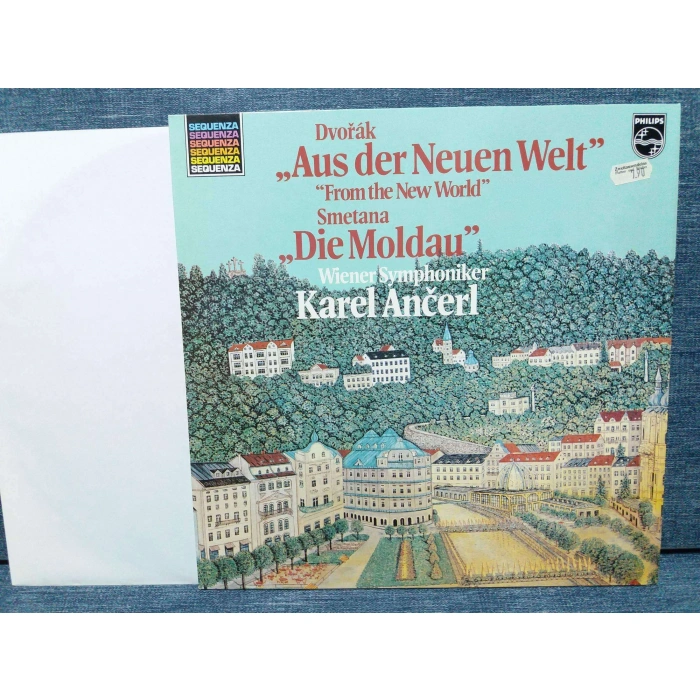 SEQUENZA
SEQUENZA
SEQUENZA
SEQUENZA
SEQUENZA
SEQUENZA
PHILIPS
Dvořák
„Aus der Neuen Welt”
“From the New World”
Smetana
„Die Moldau”
Wiener Symphoniker
Karel Ančerl